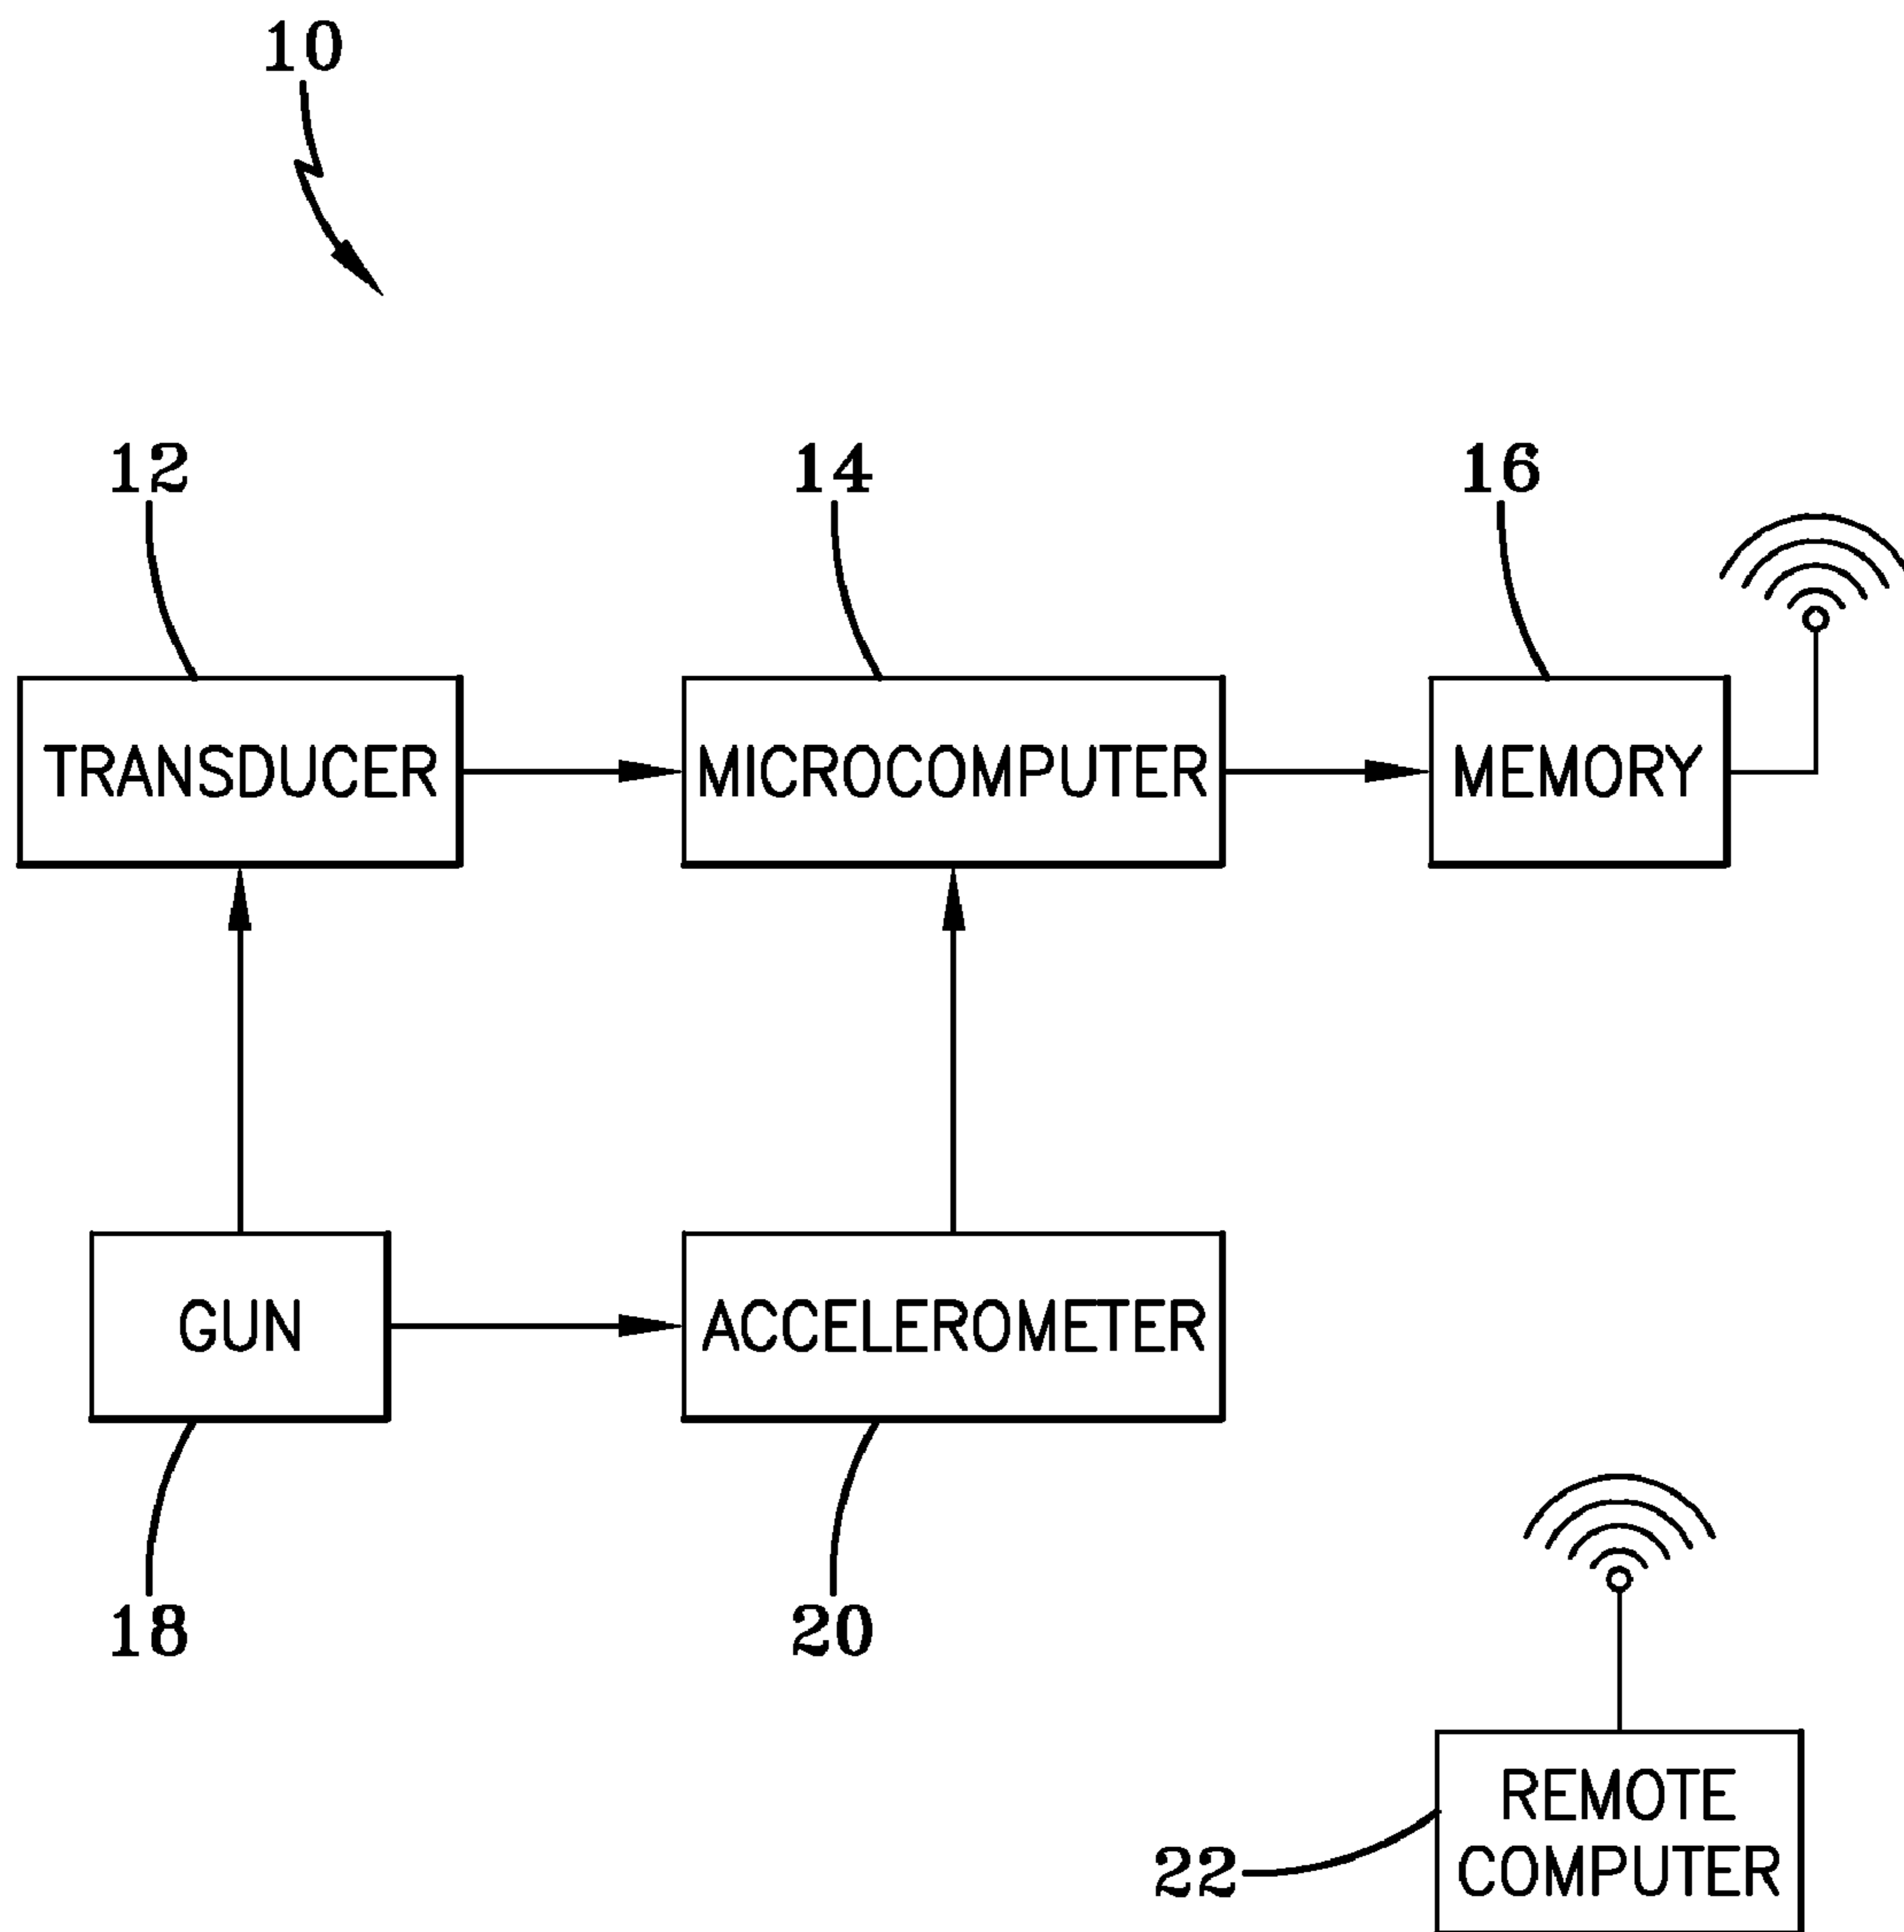 10
12
14
16
TRANSDUCER
MICROCOMPUTER
MEMORY
GUN
ACCELEROMETER
18
20
REMOTE
COMPUTER
22